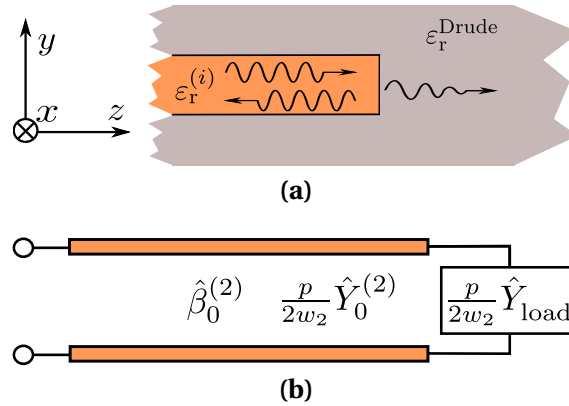 y
x
z
ε_r^(i)
ε_r^Drude
(a)
β̂_0^(2)
p/2w_2 Ŷ_0^(2)
p/2w_2 Ŷ_load
(b)